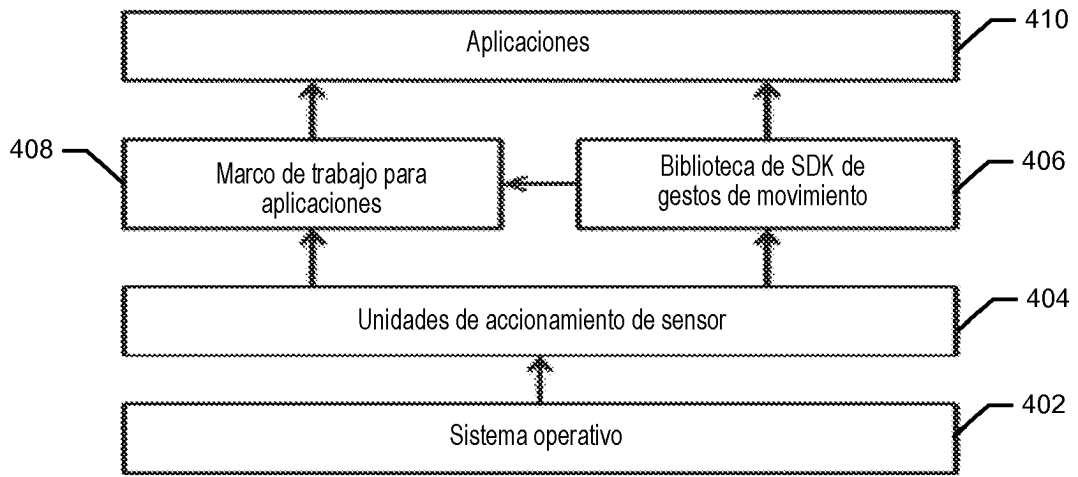 Aplicaciones
410
408
Marco de trabajo para
aplicaciones
Biblioteca de SDK de
gestos de movimiento
406
Unidades de accionamiento de sensor
404
Sistema operativo
402